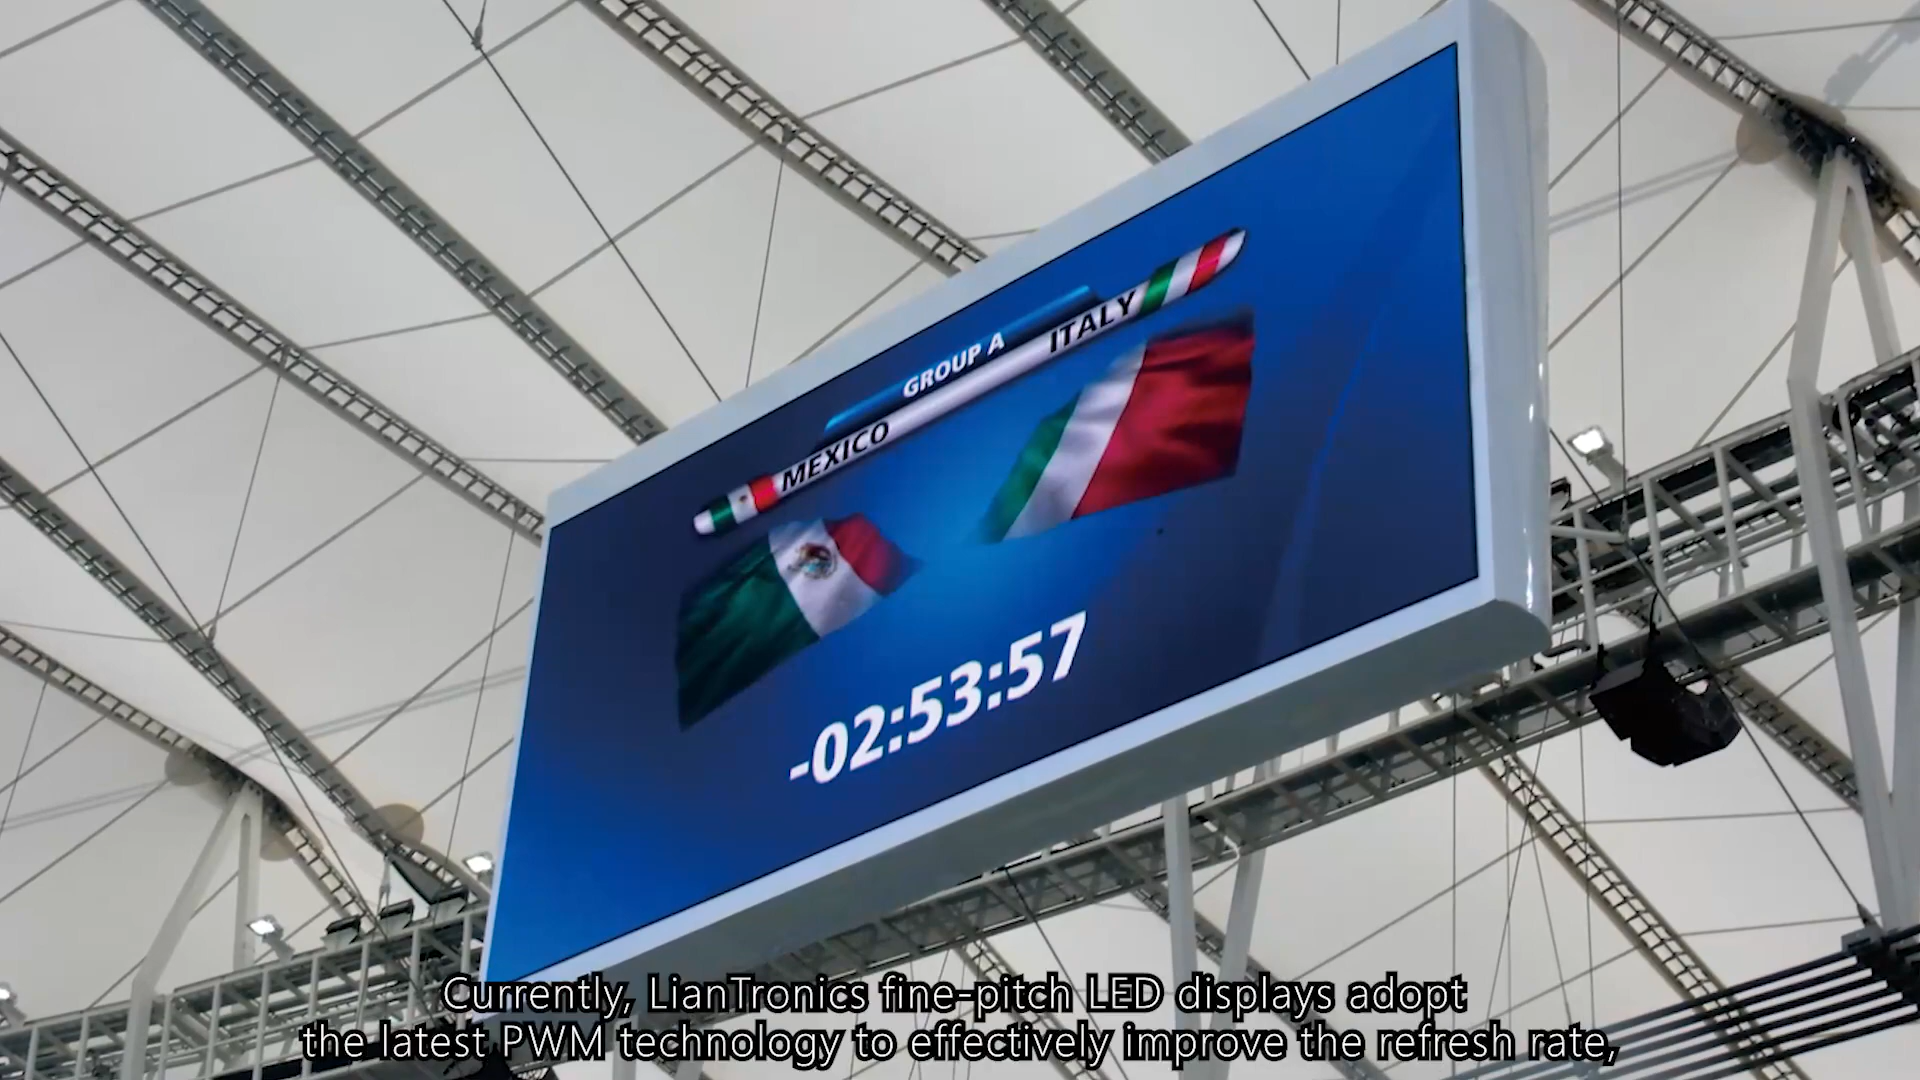 GROUP A
MEXICO ITALY
-02:53:57
Currently, LianTronics fine-pitch LED displays adopt
the latest PWM technology to effectively improve the refresh rate,